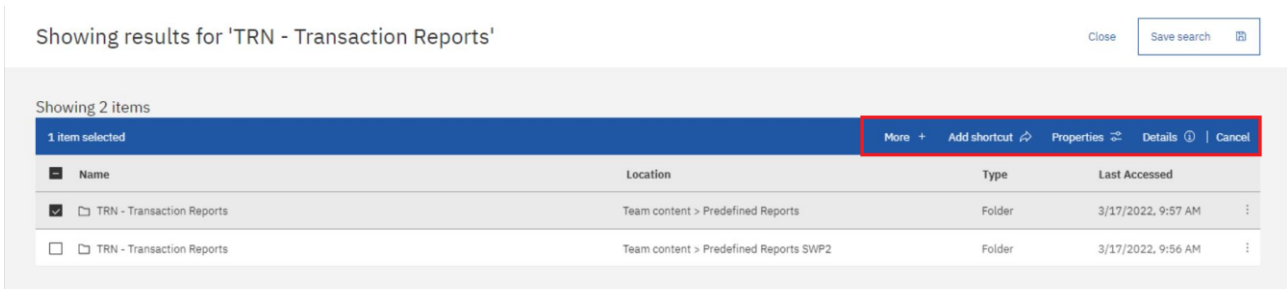 Showing results for 'TRN - Transaction Reports'
Close
Save search
Showing 2 items
1 item selected
More + Add shortcut Properties Details | Cancel
Name Location Type Last Accessed
TRN - Transaction Reports Team content > Predefined Reports Folder 3/17/2022, 9:57 AM
TRN - Transaction Reports Team content > Predefined Reports SWP2 Folder 3/17/2022, 9:56 AM